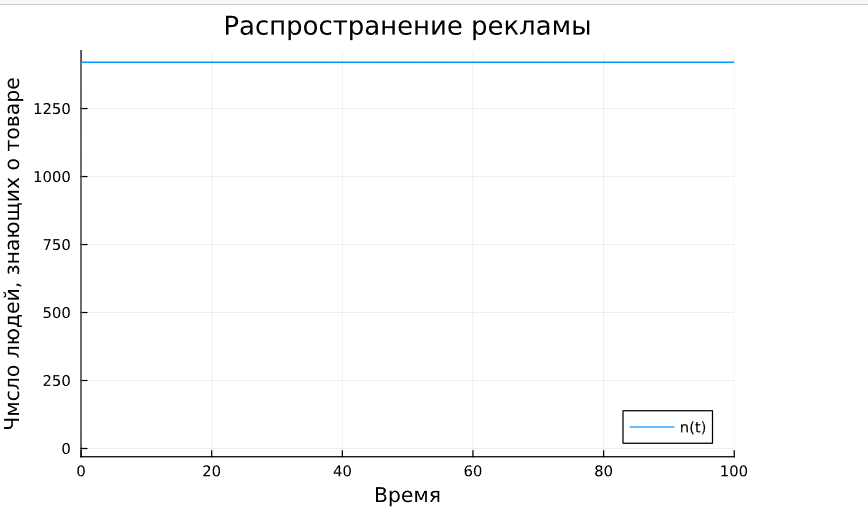 Распространение рекламы
Чмсло людей, знающих о товаре
1250
1000
750
500
250
0
n(t)
0 20 40 60 80 100
Время